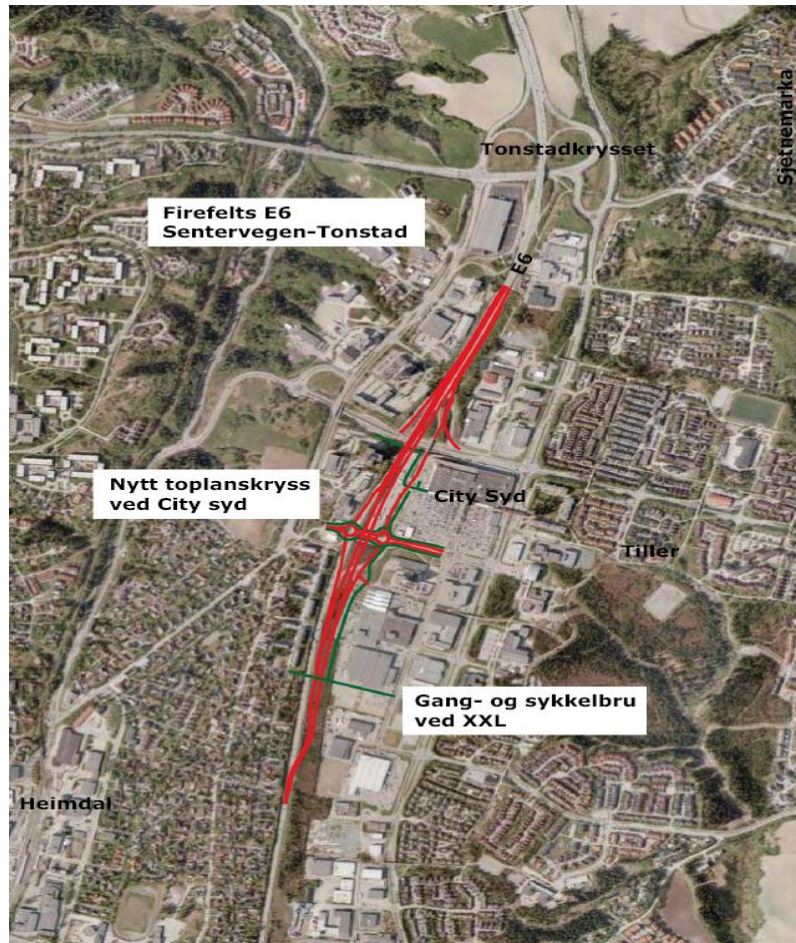 Sjetnemarka
Tonstadkrysset
Firefelts E6
Sentervegen-Tonstad
E6
Nytt toplanskryss
ved City syd
City Syd
Tiller
Gang- og sykkelbru
ved XXL
Heimdal